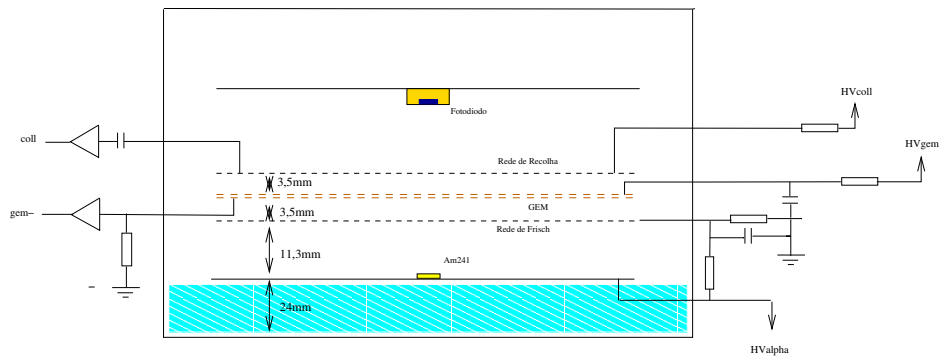 HVcoll
Fotodiodo
coll
HVgem
Rede de Recolha
3,5mm
GEM
gem-
3,5mm
Rede de Frisch
11,3mm
Am241
24mm
HValpha